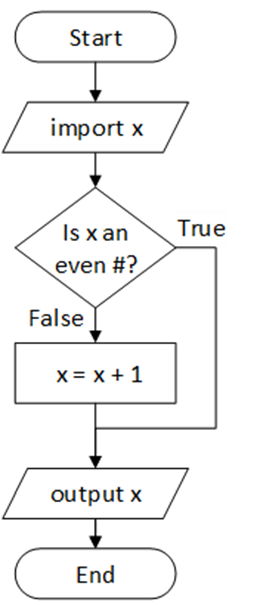 Start
import x
Is x an
even #?
True
False
x = x + 1
output x
End